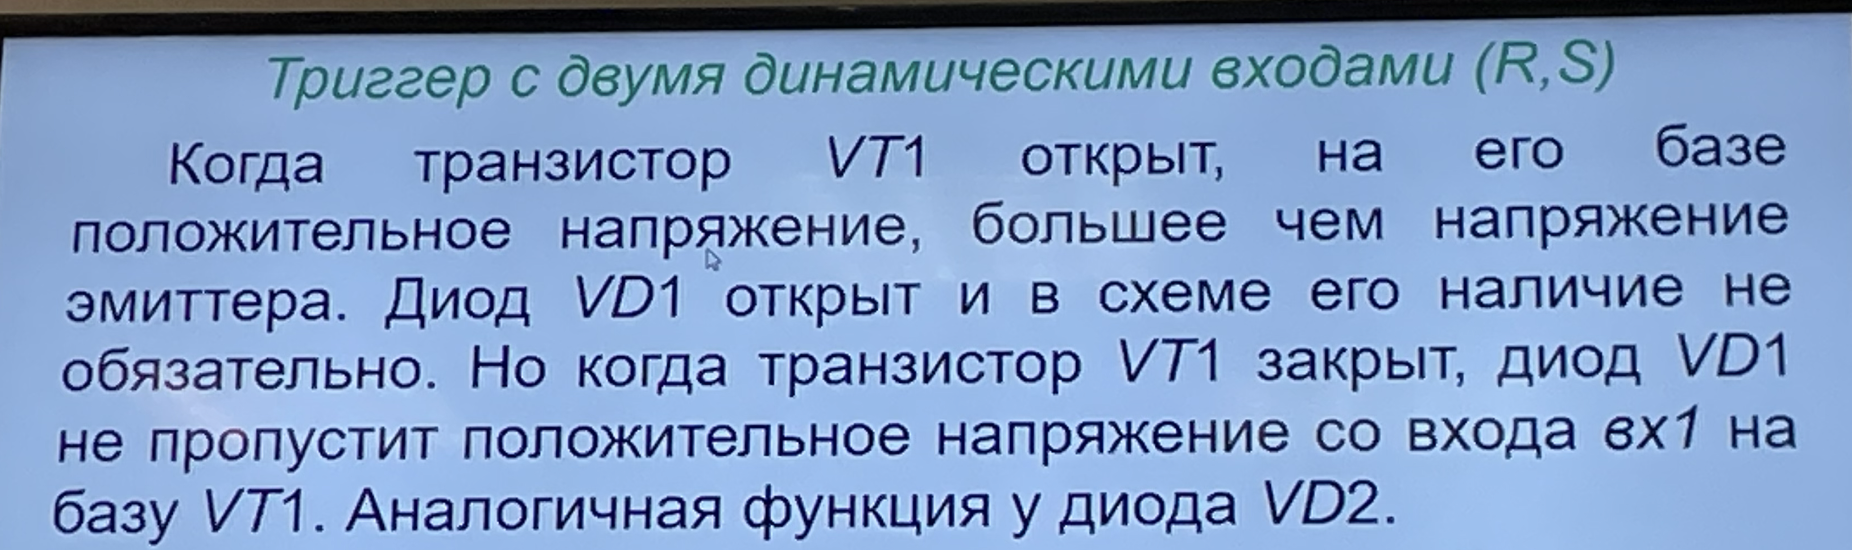 Триггер с двумя динамическими входами (R,S)
Когда транзистор VT1 открыт, на его базе
положительное напряжение, большее чем напряжение
эмиттера. Диод VD1 открыт и в схеме его наличие не
обязательно. Но когда транзистор VT1 закрыт, диод VD1
не пропустит положительное напряжение со входа вх1 на
базу VT1. Аналогичная функция у диода VD2.